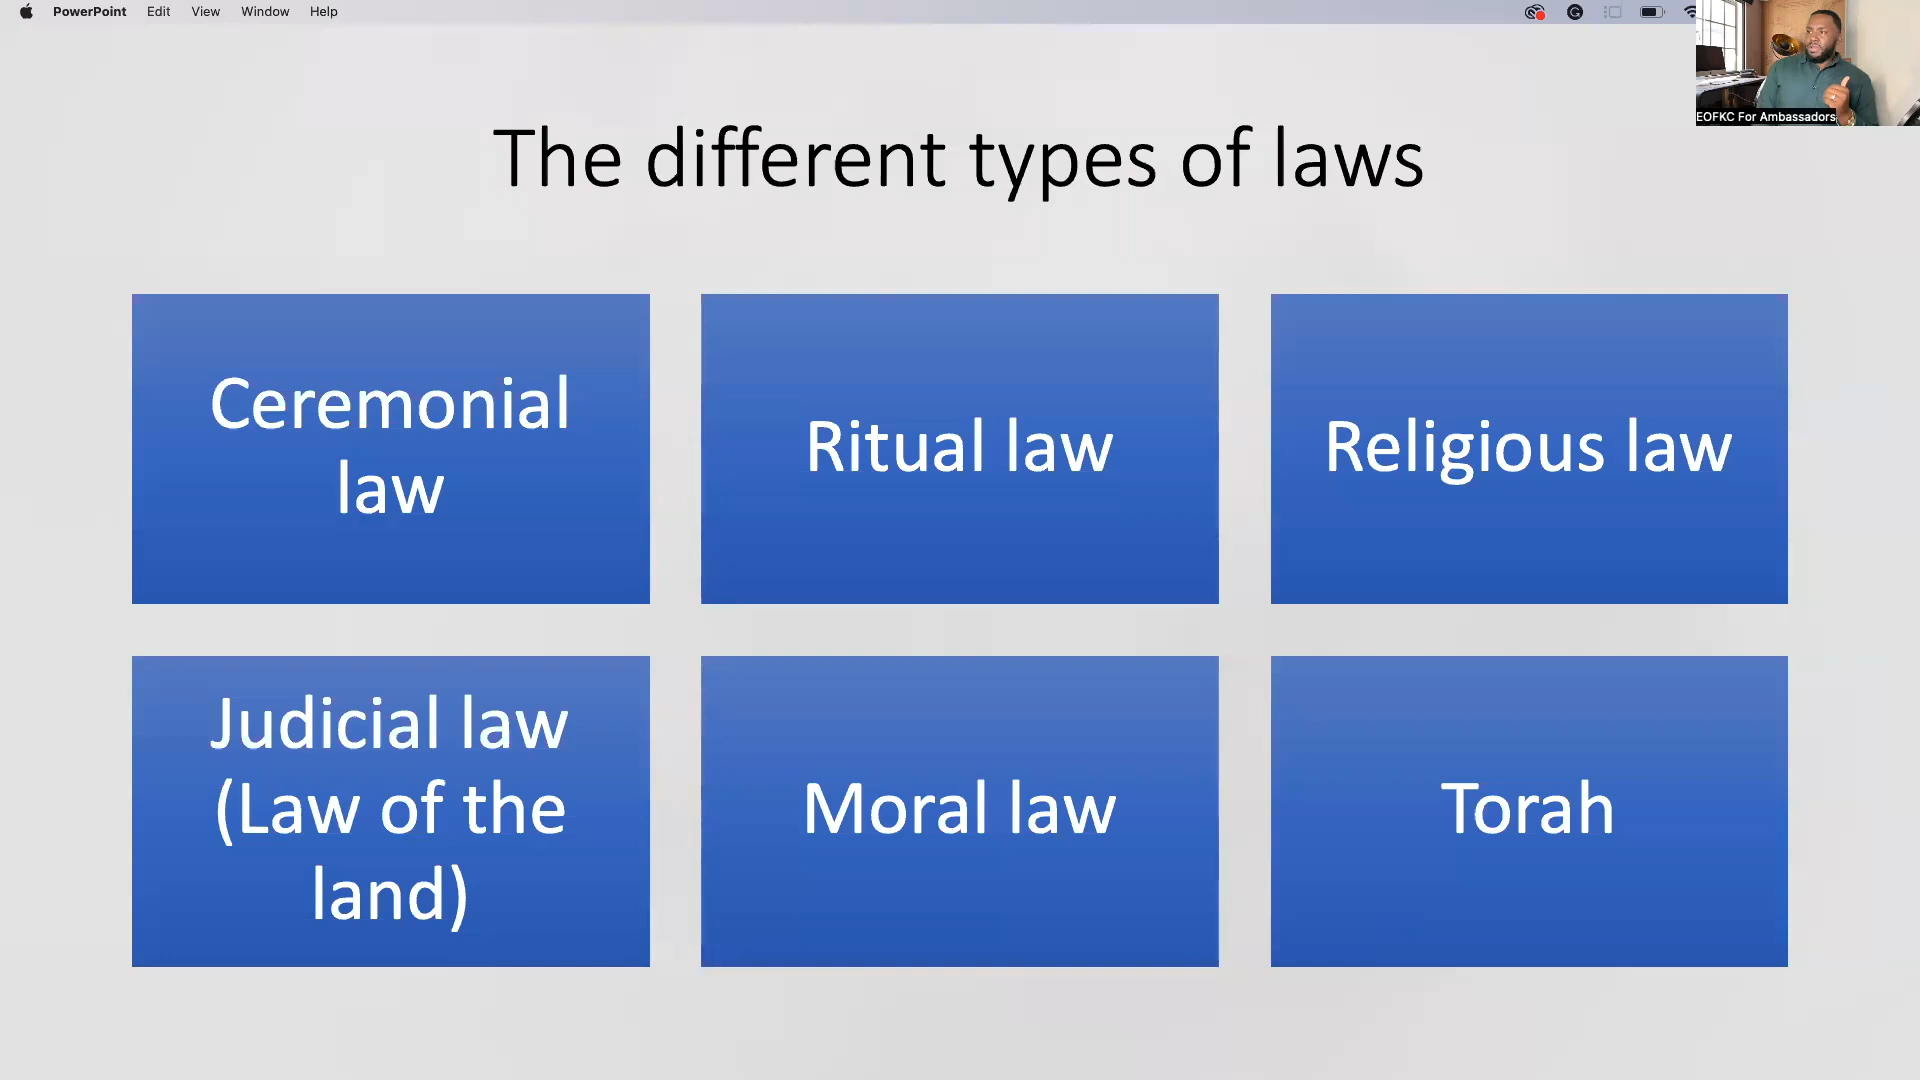 PowerPoint Edit View Window Help
EOFKC For Ambassadors
The different types of laws
Ceremonial
law
Ritual law
Religious law
Judicial law
(Law of the
land)
Moral law
Torah